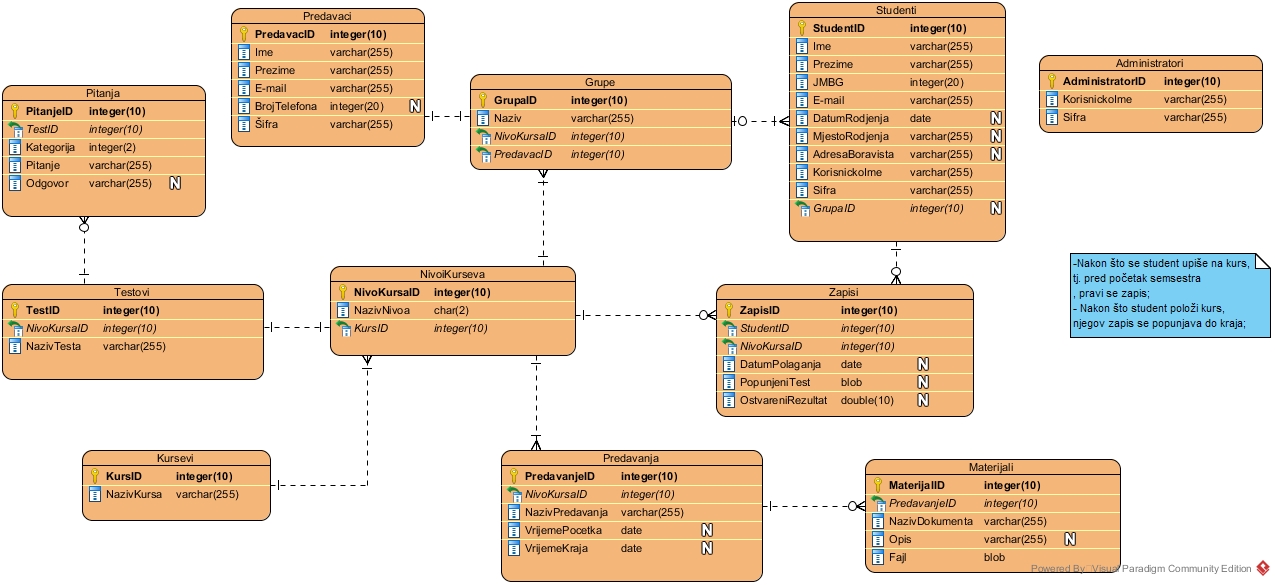 Predavaci
PredavacID integer(10)
Ime varchar(255)
Prezime varchar(255)
E-mail varchar(255)
BrojTelefona integer(20) N
Šifra varchar(255)
Studenti
StudentID integer(10)
Ime varchar(255)
Prezime varchar(255)
JMBG integer(20)
E-mail varchar(255)
DatumRodjenja date N
MjestoRodjenja varchar(255) N
AdresaBoravista varchar(255) N
KorisnickoIme varchar(255)
Sifra varchar(255)
GrupaID integer(10) N
Administratori
AdministratorID integer(10)
KorisnickoIme varchar(255)
Sifra varchar(255)
Grupe
GrupaID integer(10)
Naziv varchar(255)
NivoKursaID integer(10)
PredavacID integer(10)
Pitanja
PitanjeID integer(10)
TestID integer(10)
Kategorija integer(2)
Pitanje varchar(255)
Odgovor varchar(255) N
Testovi
TestID integer(10)
NivoKursaID integer(10)
NazivTesta varchar(255)
NivoiKurseva
NivoKursaID integer(10)
NazivNivoa char(2)
KursID integer(10)
Zapisi
ZapisID integer(10)
StudentID integer(10)
NivoKursaID integer(10)
DatumPolaganja date N
PopunjeniTest blob N
OstvareniRezultat double(10) N
-Nakon što se student upiše na kurs,
tj. pred početak semsestra
, pravi se zapis;
- Nakon što student položi kurs,
njegov zapis se popunjava do kraja;
Kursevi
KursID integer(10)
NazivKursa varchar(255)
Predavanja
PredavanjeID integer(10)
NivoKursaID integer(10)
NazivPredavanja varchar(255)
VrijemePocetka date N
VrijemeKraja date N
Materijali
MaterijalID integer(10)
PredavanjeID integer(10)
NazivDokumenta varchar(255)
Opis varchar(255) N
Fajl blob
Powered By Visual Paradigm Community Edition